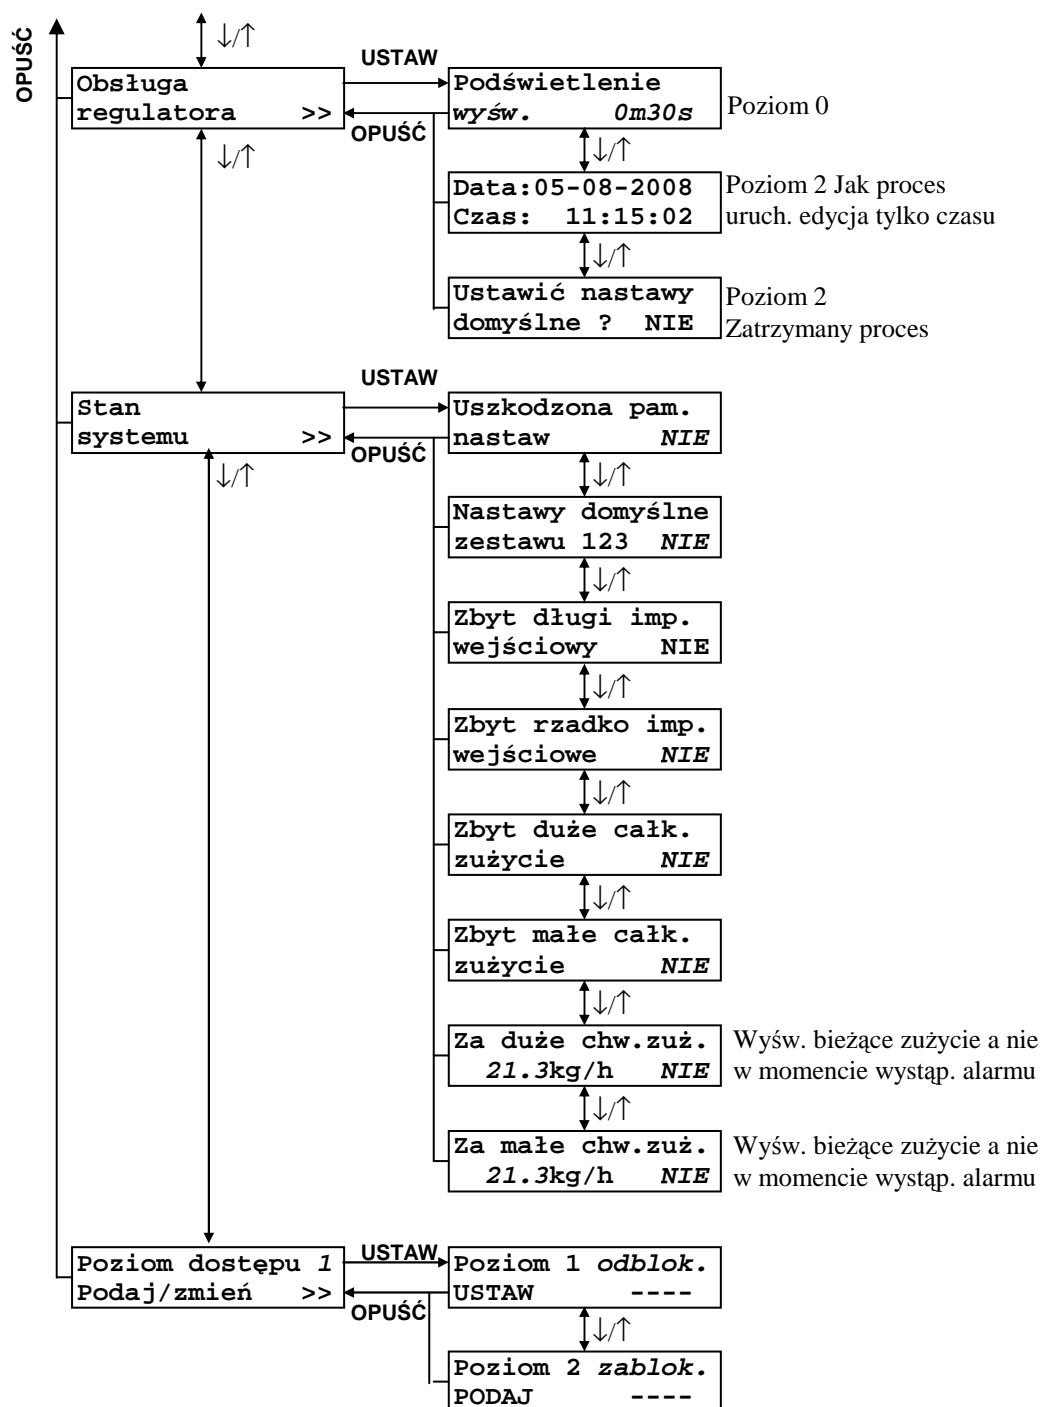 OPUŚĆ
↓/↑
USTAW
Obsługa
regulatora >>
OPUŚĆ
Podświetlenie
wyśw. 0m30s
Poziom 0
↓/↑
↓/↑
Data:05-08-2008
Czas: 11:15:02
Poziom 2 Jak proces
uruch. edycja tylko czasu
↓/↑
Ustawić nastawy
domyślne ? NIE
Poziom 2
Zatrzymany proces
USTAW
Stan
systemu >>
OPUŚĆ
Uszkodzona pam.
nastaw NIE
↓/↑
↓/↑
Nastawy domyślne
zestawu 123 NIE
↓/↑
Zbyt długi imp.
wejściowy NIE
↓/↑
Zbyt rzadko imp.
wejściowe NIE
↓/↑
Zbyt duże całk.
zużycie NIE
↓/↑
Zbyt małe całk.
zużycie NIE
↓/↑
Za duże chw.zuż.
21.3kg/h NIE
Wyśw. bieżące zużycie a nie
w momencie wystąp. alarmu
↓/↑
Za małe chw.zuż.
21.3kg/h NIE
Wyśw. bieżące zużycie a nie
w momencie wystąp. alarmu
USTAW
Poziom dostępu 1
Podaj/zmień >>
OPUŚĆ
Poziom 1 odblok.
USTAW ----
↓/↑
Poziom 2 zablok.
PODAJ ----